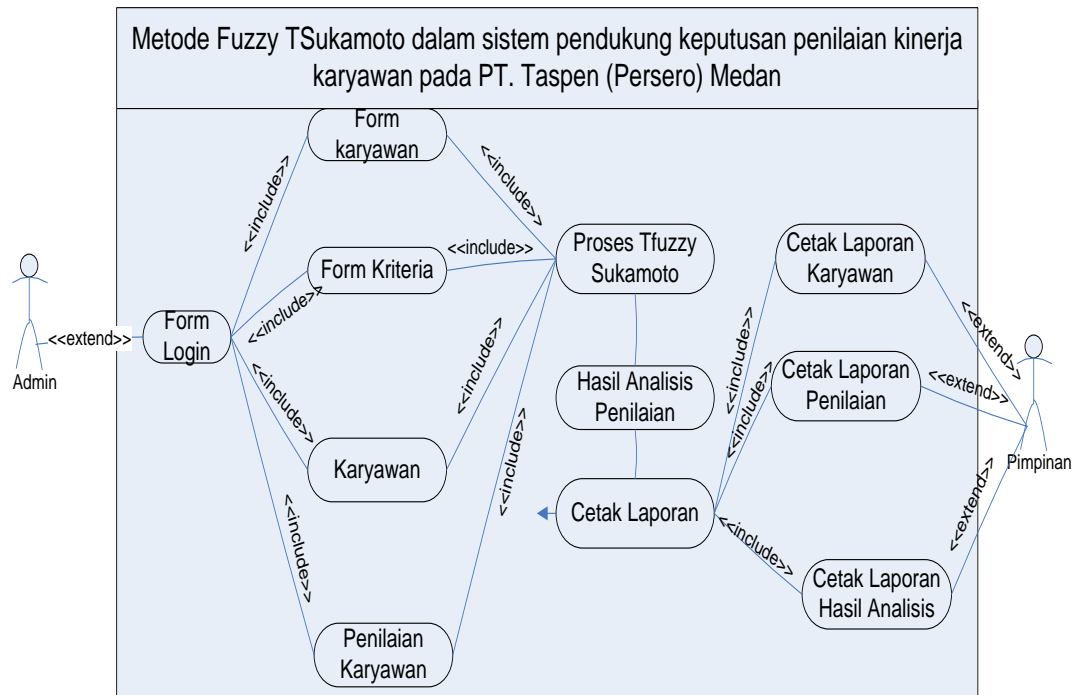 Metode Fuzzy TSukamoto dalam sistem pendukung keputusan penilaian kinerja
karyawan pada PT. Taspen (Persero) Medan
Form
karyawan
<<include>>
<<include>>
Form Kriteria
<<include>>
<<include>>
Proses Tfuzzy
Sukamoto
Cetak Laporan
Karyawan
<<extend>>
Admin
<<extend>>
Form
Login
<<include>>
<<include>>
Hasil Analisis
Penilaian
<<include>>
<<include>>
Cetak Laporan
Penilaian
<<extend>>
Pimpinan
Karyawan
<<include>>
Cetak Laporan
<<include>>
<<extend>>
<<include>>
Cetak Laporan
Hasil Analisis
Penilaian
Karyawan